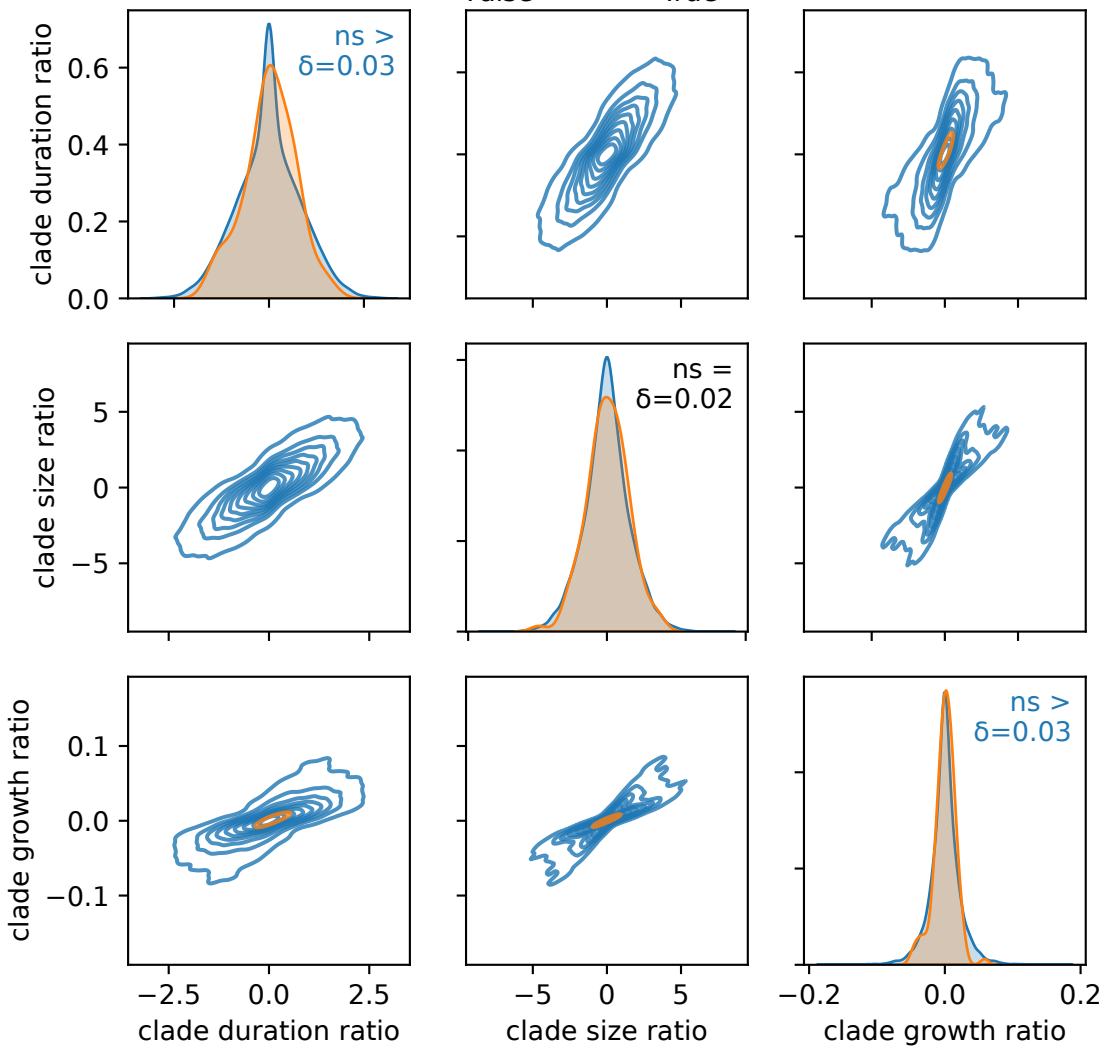 clade duration ratio
0.6
0.4
0.2
0.0
ns >
δ=0.03
clade size ratio
5
0
−5
ns =
δ=0.02
clade growth ratio
0.1
0.0
−0.1
ns >
δ=0.03
−2.5 0.0 2.5
−5 0 5
−0.2 0.0 0.2
clade duration ratio
clade size ratio
clade growth ratio